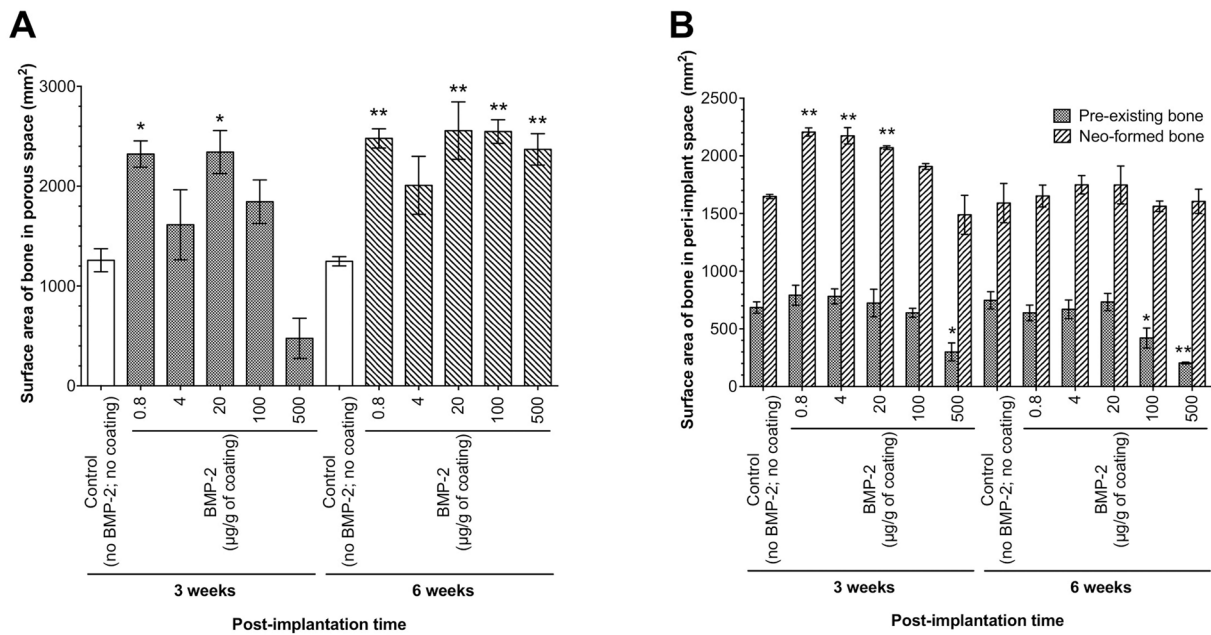 A
Surface area of bone in porous space (mm²)
3000
2000
1000
0
*
*
**
**
**
**
Control
(no BMP-2; no coating)
0.8
4
20
100
500
BMP-2
(µg/g of coating)
Control
(no BMP-2; no coating)
0.8
4
20
100
500
BMP-2
(µg/g of coating)
3 weeks
6 weeks
Post-implantation time
B
Surface area of bone in peri-implant space (mm²)
2500
2000
1500
1000
500
0
Pre-existing bone
Neo-formed bone
**
**
**
*
*
**
Control
(no BMP-2; no coating)
0.8
4
20
100
500
BMP-2
(µg/g of coating)
Control
(no BMP-2; no coating)
0.8
4
20
100
500
BMP-2
(µg/g of coating)
3 weeks
6 weeks
Post-implantation time